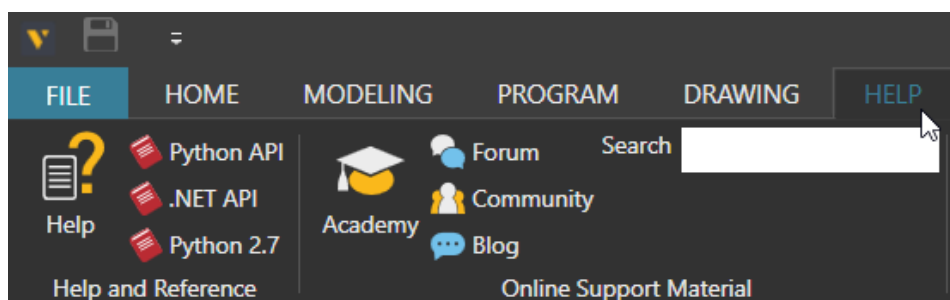 FILE HOME MODELING PROGRAM DRAWING HELP
Help
Python API
.NET API
Python 2.7
Help and Reference
Academy
Forum
Community
Blog
Search
Online Support Material